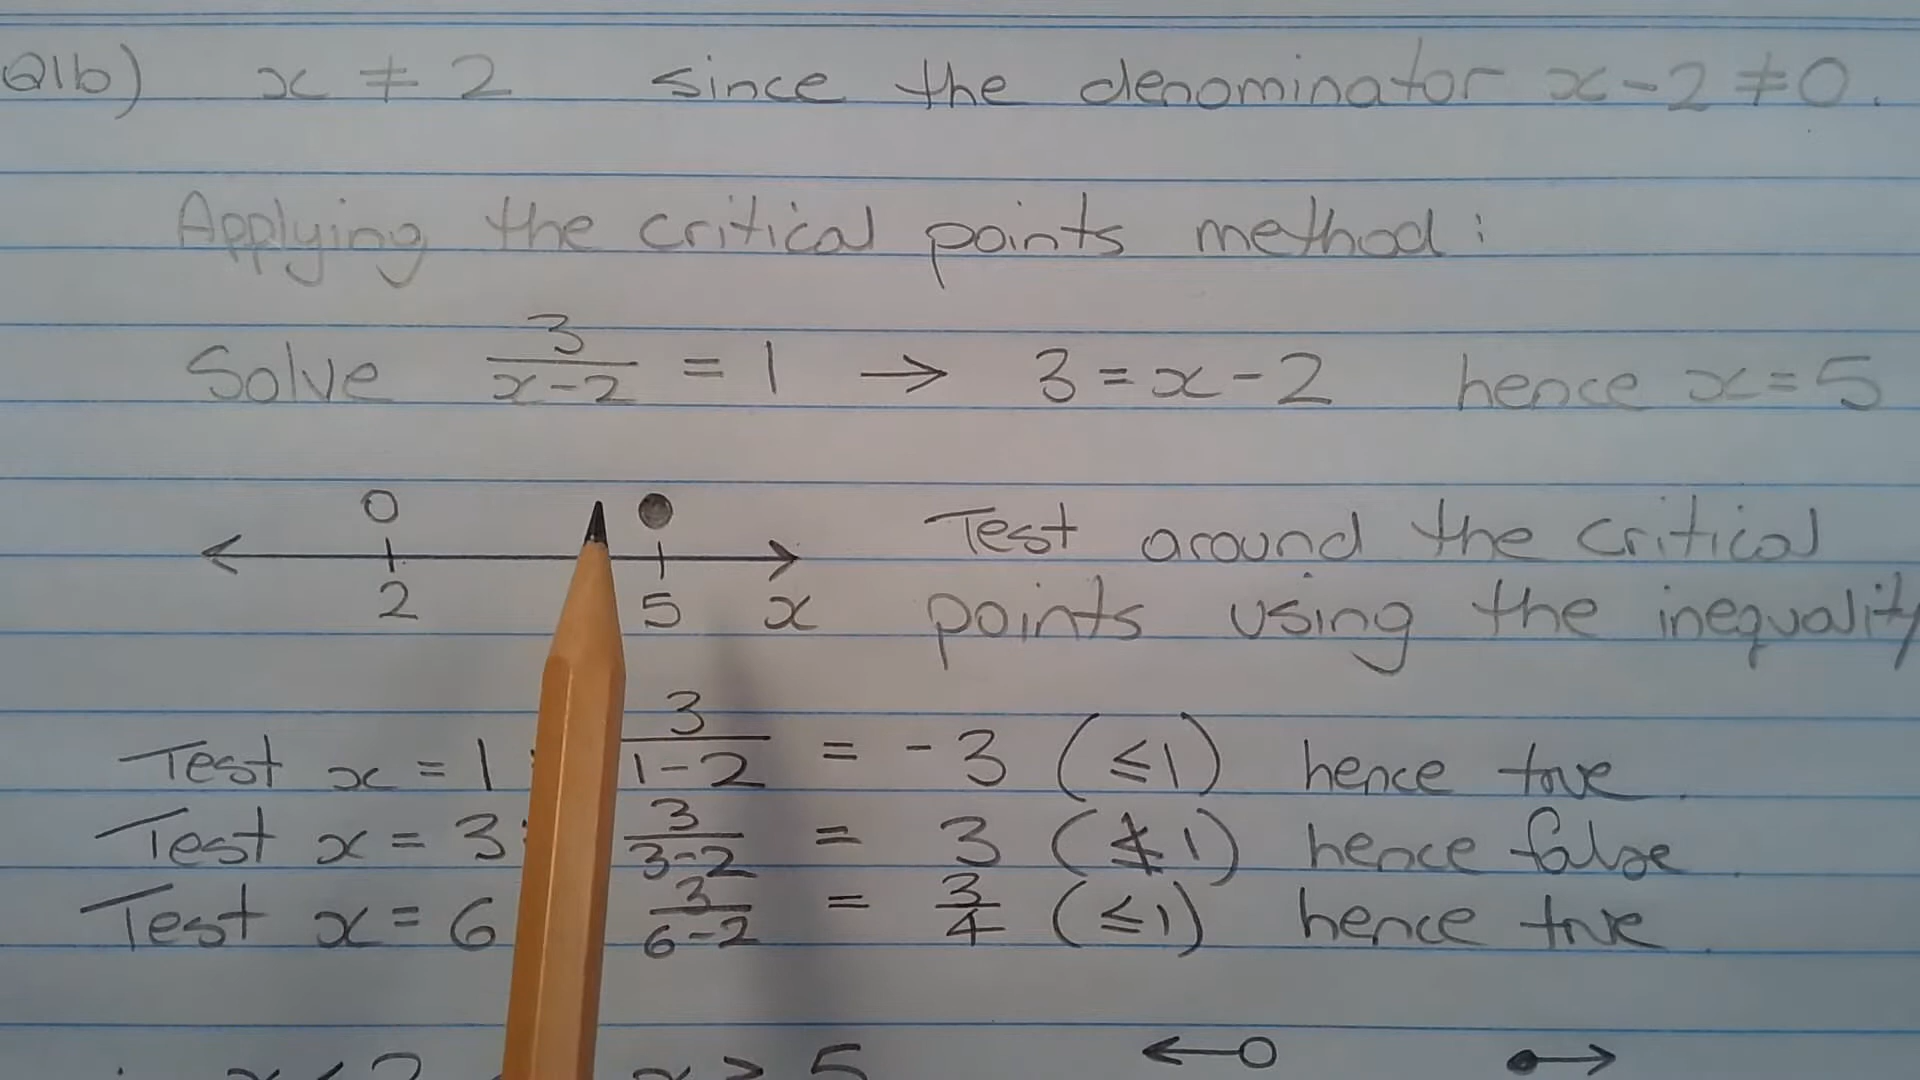 Q1b) x ≠ 2 since the denominator x-2 ≠ 0.
Applying the critical points method:
Solve 3/(x-2) = 1 → 3 = x-2 hence x = 5
Test around the critical
2 5 x points using the inequality
Test x = 1: 3/(1-2) = -3 (≤1) hence true.
Test x = 3: 3/(3-2) = 3 (≰1) hence false.
Test x = 6 3/(6-2) = 3/4 (≤1) hence true.